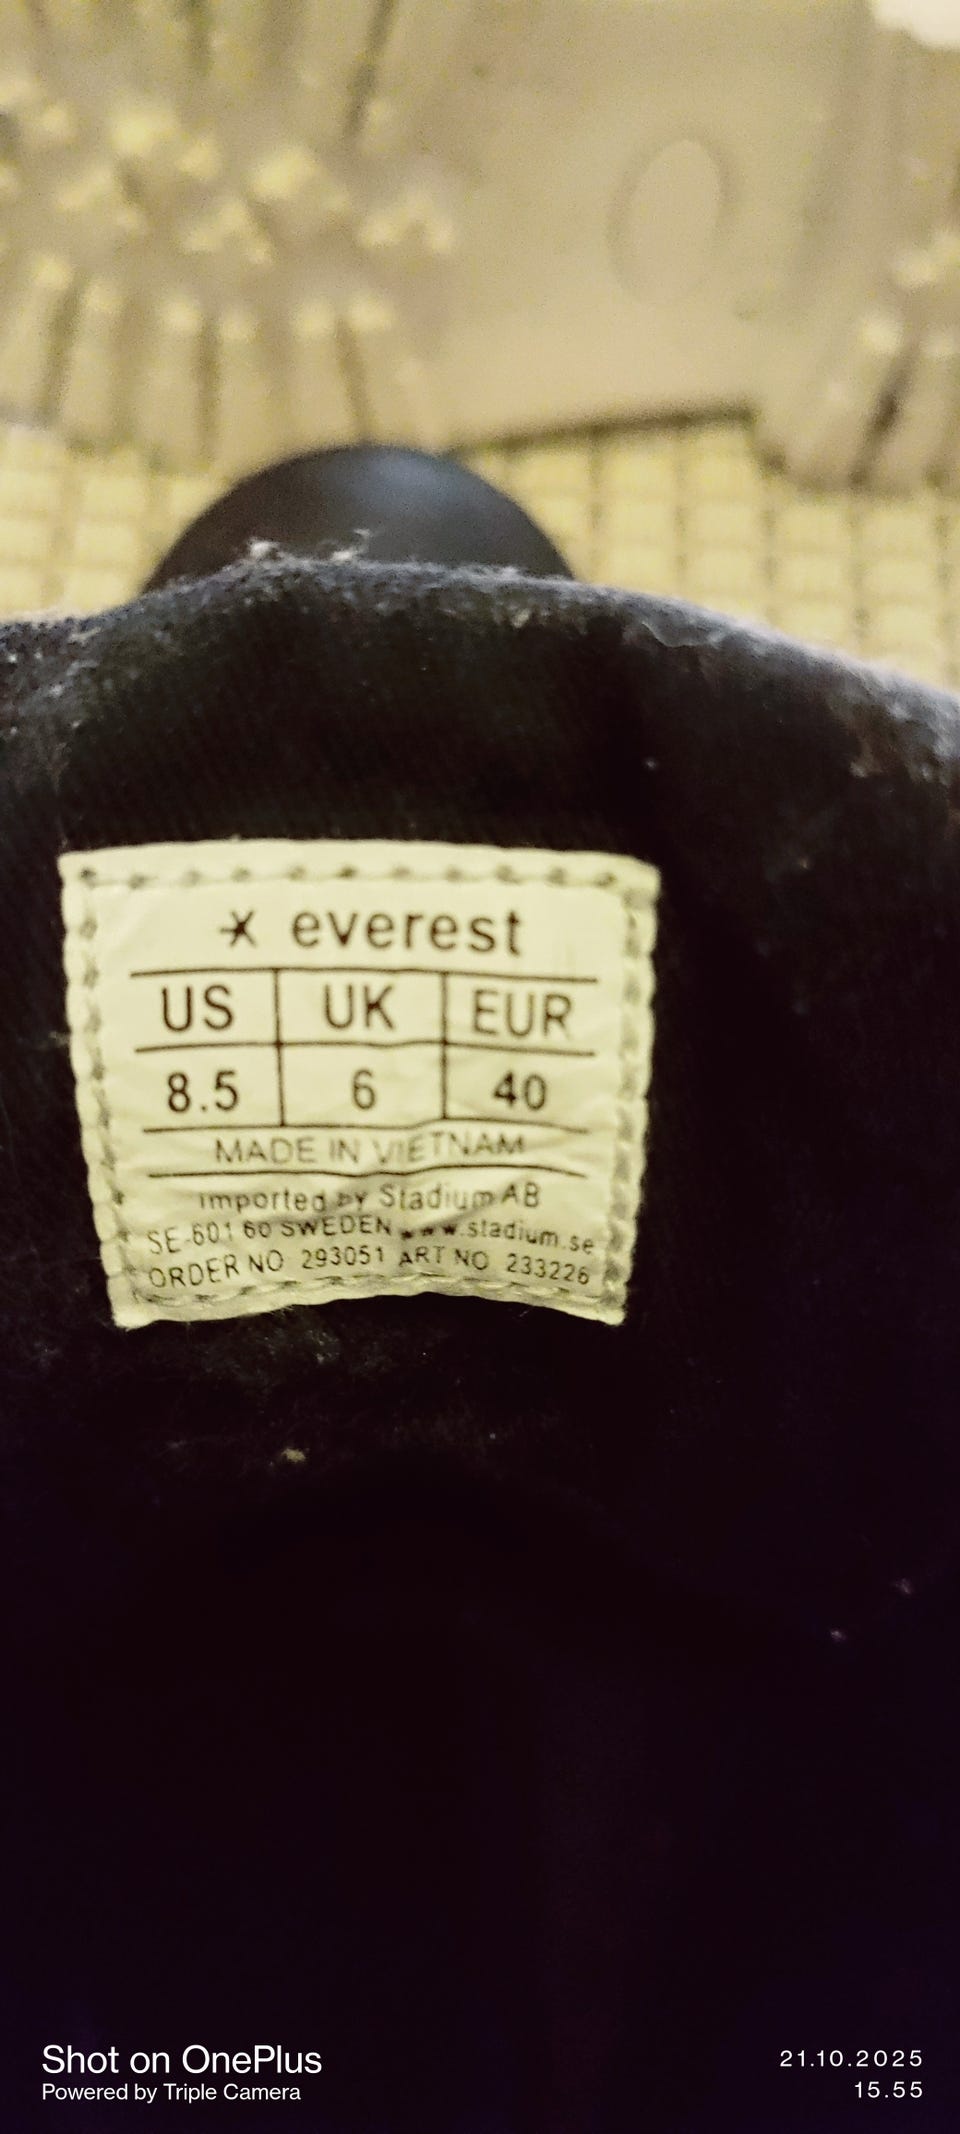 everest
US UK EUR
8.5 6 40
MADE IN VIETNAM
imported by Stadium AB
SE-601 60 SWEDEN www.stadium.se
ORDER NO 293051 ART NO 233226
Shot on OnePlus
Powered by Triple Camera
21.10.2025
15.55